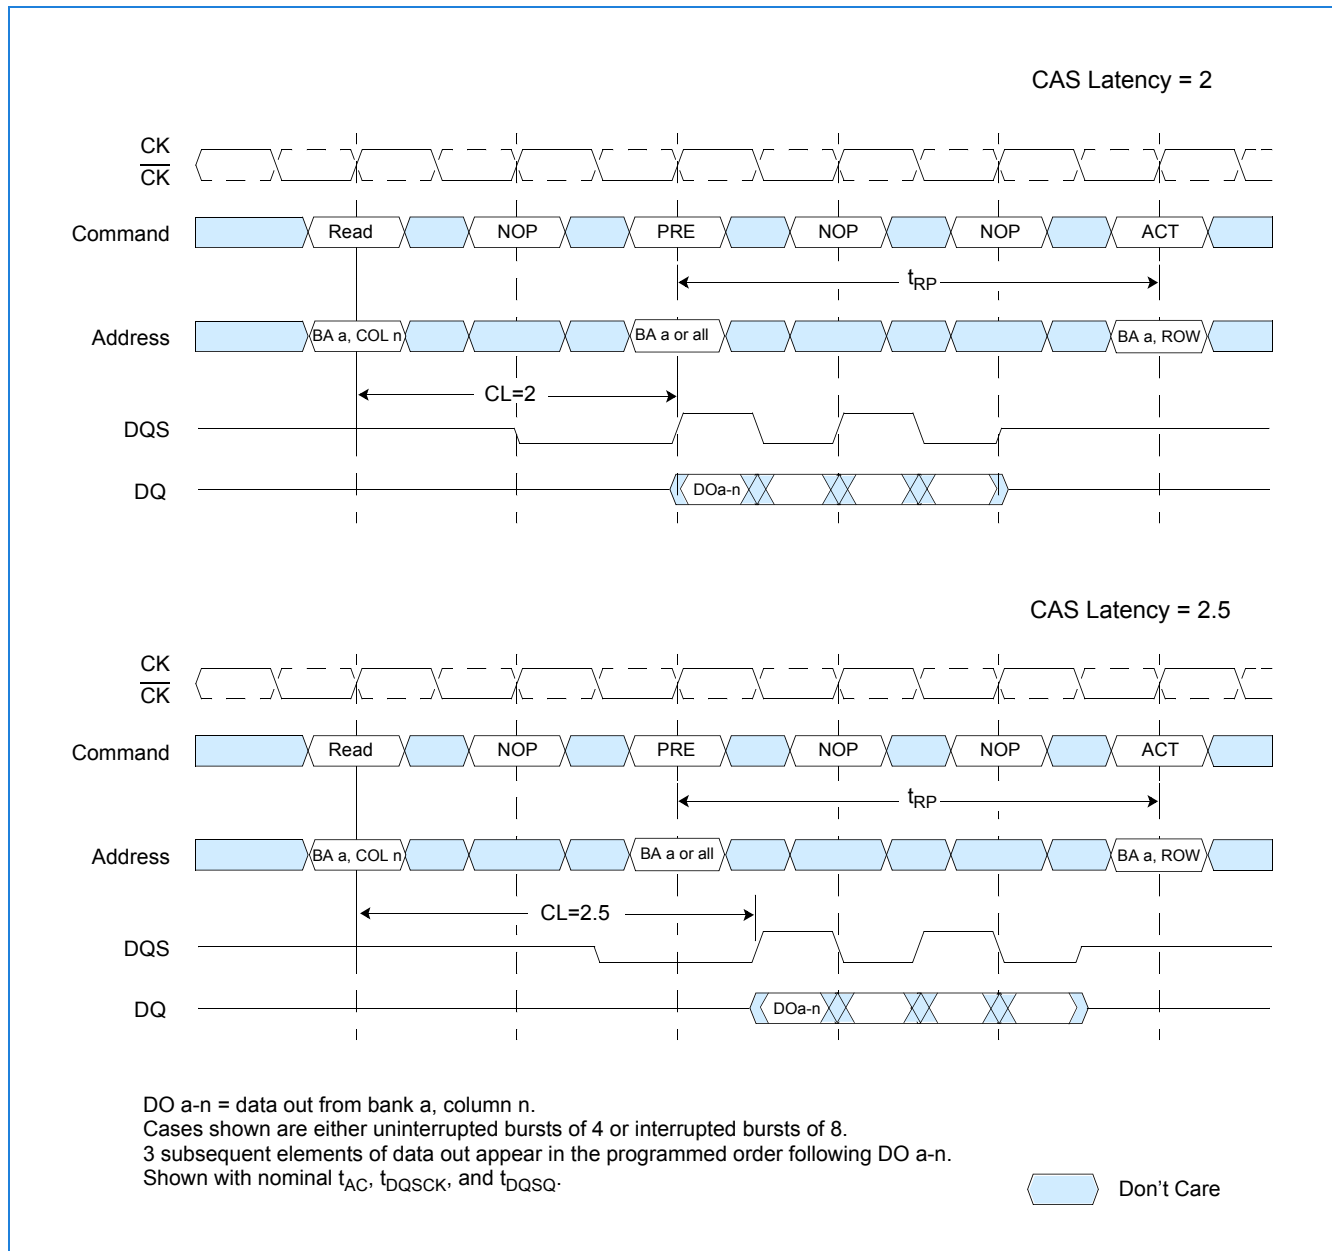 CAS Latency = 2
CK
CK
Command
Read NOP PRE NOP NOP ACT
tRP
Address
BA a, COL n BA a or all BA a, ROW
CL=2
DQS
DQ
DOa-n
CAS Latency = 2.5
CK
CK
Command
Read NOP PRE NOP NOP ACT
tRP
Address
BA a, COL n BA a or all BA a, ROW
CL=2.5
DQS
DQ
DOa-n
DO a-n = data out from bank a, column n.
Cases shown are either uninterrupted bursts of 4 or interrupted bursts of 8.
3 subsequent elements of data out appear in the programmed order following DO a-n.
Shown with nominal tAC, tDQSCK, and tDQSQ.
Don't Care